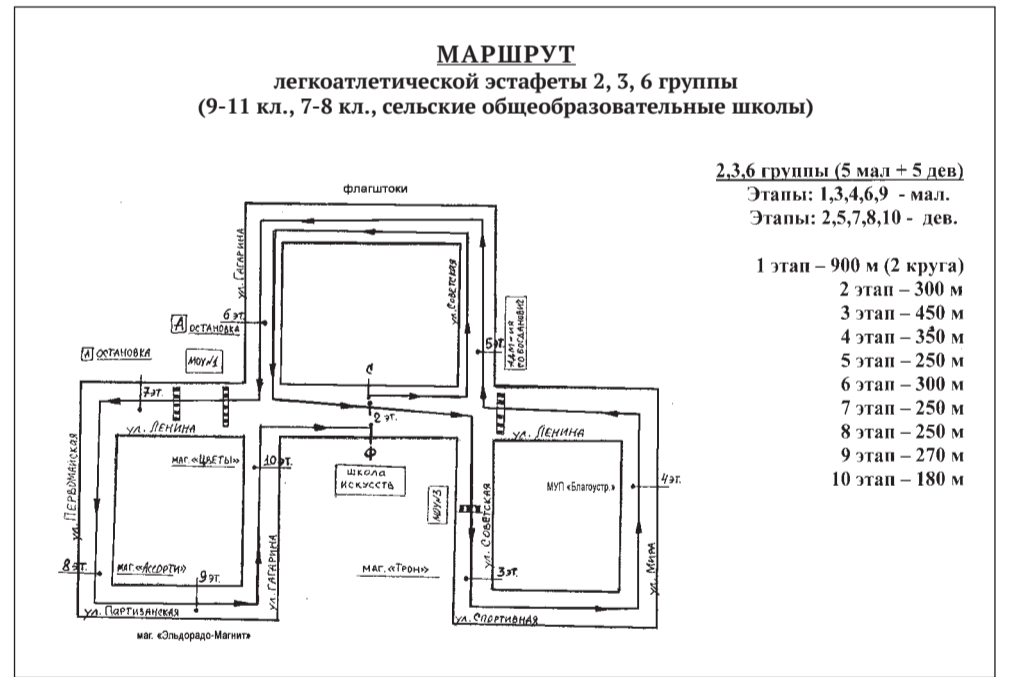 МАРШРУТ
легкоатлетической эстафеты 2, 3, 6 группы
(9-11 кл., 7-8 кл., сельские общеобразовательные школы)
2,3,6 группы (5 мал + 5 дев)
Этапы: 1,3,4,6,9 - мал.
Этапы: 2,5,7,8,10 - дев.
1 этап – 900 м (2 круга)
2 этап – 300 м
3 этап – 450 м
4 этап – 350 м
5 этап – 250 м
6 этап – 300 м
7 этап – 250 м
8 этап – 250 м
9 этап – 270 м
10 этап – 180 м
флагштоки
ул. Гагарина
ул. Советская
6 эт.
А остановка
А остановка
МОУ№1
5 эт.
Адм-ия
ГО Богданович
7 эт.
С
2 эт.
Ф
ул. Ленина
ул. Ленина
ул. Первомайская
маг. «Цветы»
10 эт.
школа
искусств
МОУ№3
МУП «Благоустр.»
4 эт.
ул. Советская
8 эт.
маг. «Ассорти»
9 эт.
ул. Гагарина
маг. «Трон»
3 эт.
ул. Мира
ул. Партизанская
ул. Спортивная
маг. «Эльдорадо-Магнит»